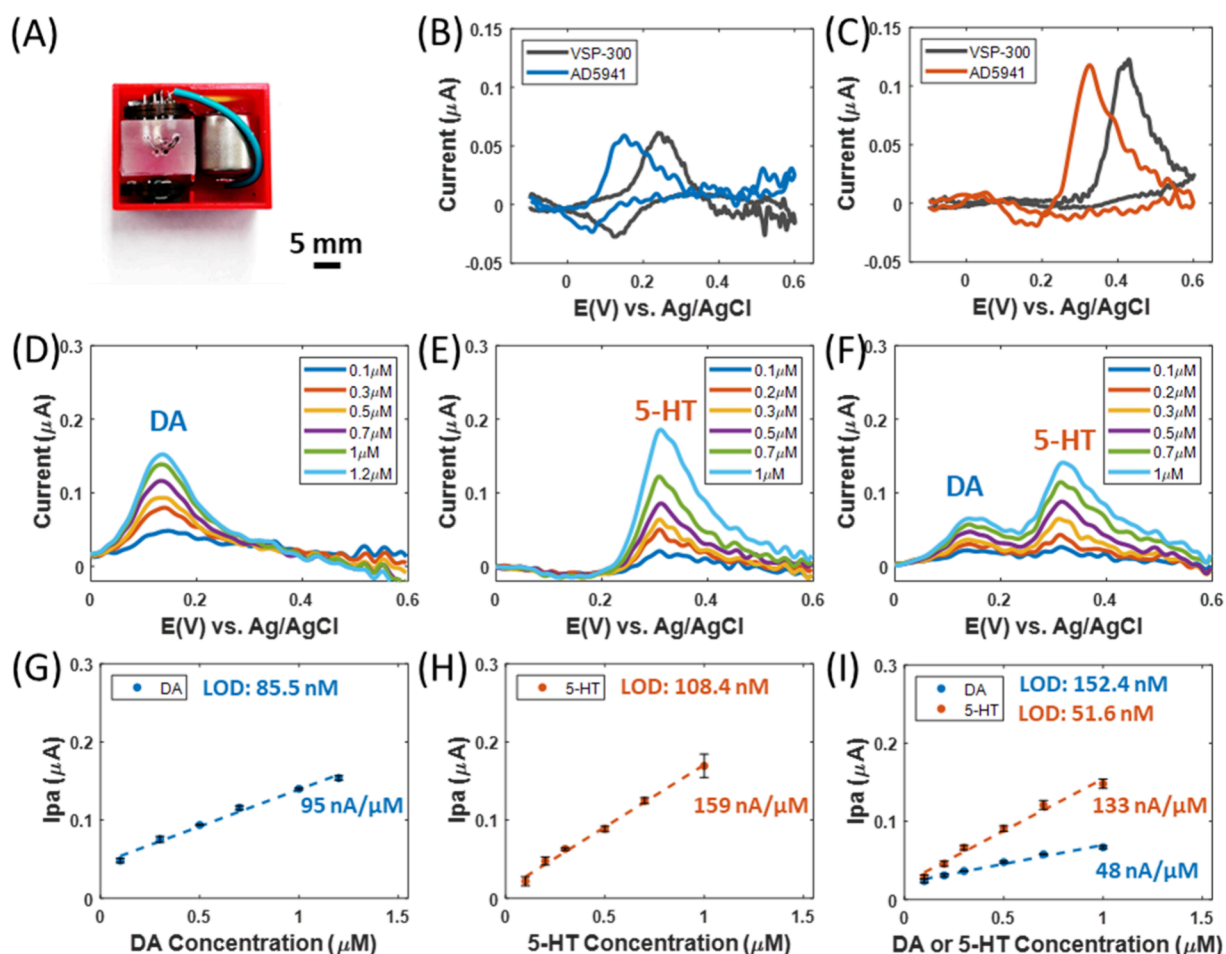 (A)
5 mm
(B)
VSP-300
AD5941
Current (μA)
0.1
0.05
0
-0.05
0 0.2 0.4 0.6
E(V) vs. Ag/AgCl
(C)
VSP-300
AD5941
Current (μA)
0.1
0.05
0
-0.05
0 0.2 0.4 0.6
E(V) vs. Ag/AgCl
(D)
0.1μM
0.3μM
0.5μM
0.7μM
1μM
1.2μM
DA
Current (μA)
0.3
0.2
0.1
0
0 0.2 0.4 0.6
E(V) vs. Ag/AgCl
(E)
0.1μM
0.2μM
0.3μM
0.5μM
0.7μM
1μM
5-HT
Current (μA)
0.3
0.2
0.1
0
0 0.2 0.4 0.6
E(V) vs. Ag/AgCl
(F)
0.1μM
0.2μM
0.3μM
0.5μM
0.7μM
1μM
DA
5-HT
Current (μA)
0.3
0.2
0.1
0
0 0.2 0.4 0.6
E(V) vs. Ag/AgCl
(G)
DA
LOD: 85.5 nM
95 nA/μM
Ipa (μA)
0.3
0.2
0.1
0
0 0.5 1 1.5
DA Concentration (μM)
(H)
5-HT
LOD: 108.4 nM
159 nA/μM
Ipa (μA)
0.3
0.2
0.1
0
0 0.5 1 1.5
5-HT Concentration (μM)
(I)
DA
5-HT
LOD: 152.4 nM
LOD: 51.6 nM
133 nA/μM
48 nA/μM
Ipa (μA)
0.3
0.2
0.1
0
0 0.5 1 1.5
DA or 5-HT Concentration (μM)